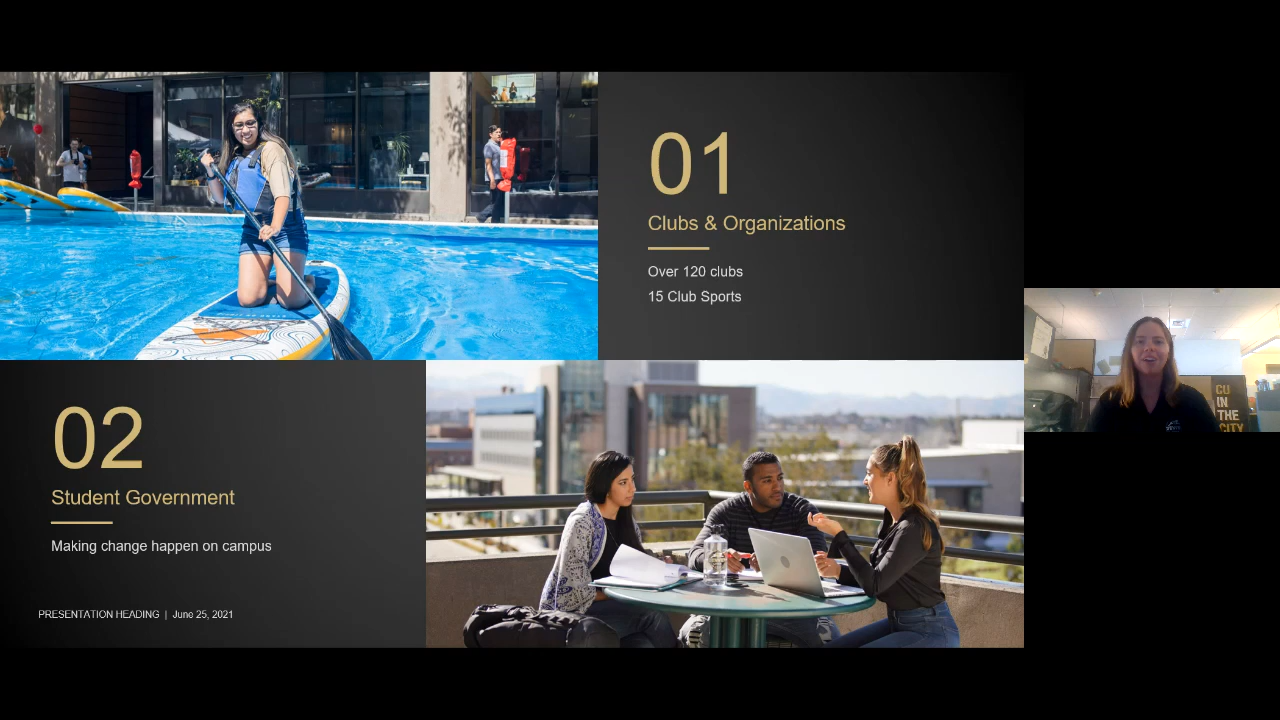 01
Clubs & Organizations
Over 120 clubs
15 Club Sports
02
Student Government
Making change happen on campus
PRESENTATION HEADING | June 25, 2021
CU
IN
THE
CITY